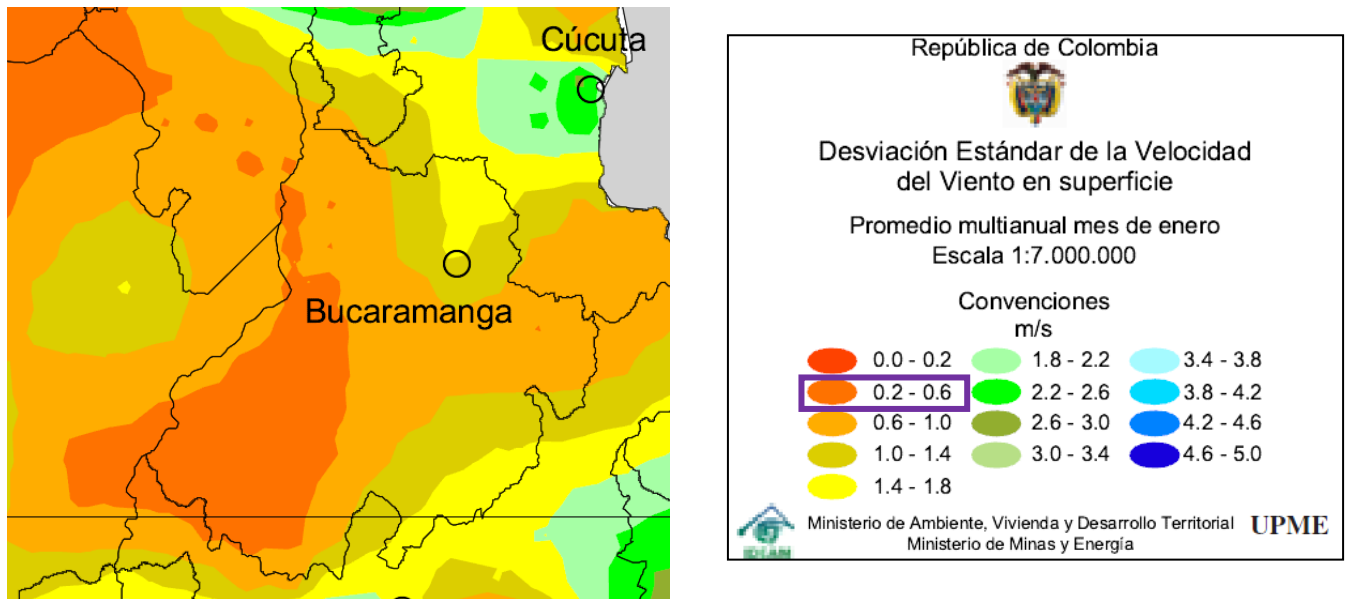 Cúcuta
Bucaramanga
República de Colombia
Desviación Estándar de la Velocidad
del Viento en superficie
Promedio multianual mes de enero
Escala 1:7.000.000
Convenciones
m/s
0.0 - 0.2 1.8 - 2.2 3.4 - 3.8
0.2 - 0.6 2.2 - 2.6 3.8 - 4.2
0.6 - 1.0 2.6 - 3.0 4.2 - 4.6
1.0 - 1.4 3.0 - 3.4 4.6 - 5.0
1.4 - 1.8
Ministerio de Ambiente, Vivienda y Desarrollo Territorial UPME
Ministerio de Minas y Energía
IDEAM